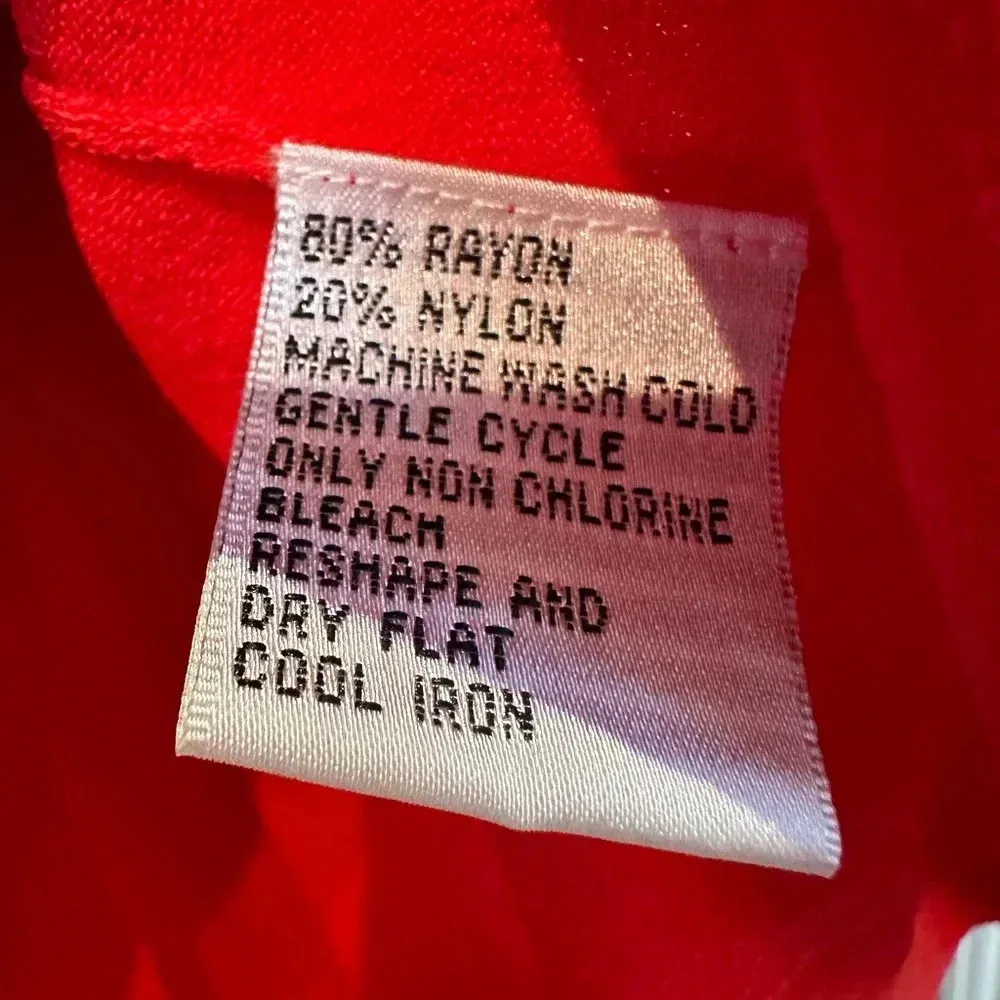 80% RAYON
20% NYLON
MACHINE WASH COLD
GENTLE CYCLE
ONLY NON CHLORINE
BLEACH
RESHAPE AND
DRY FLAT
COOL IRON